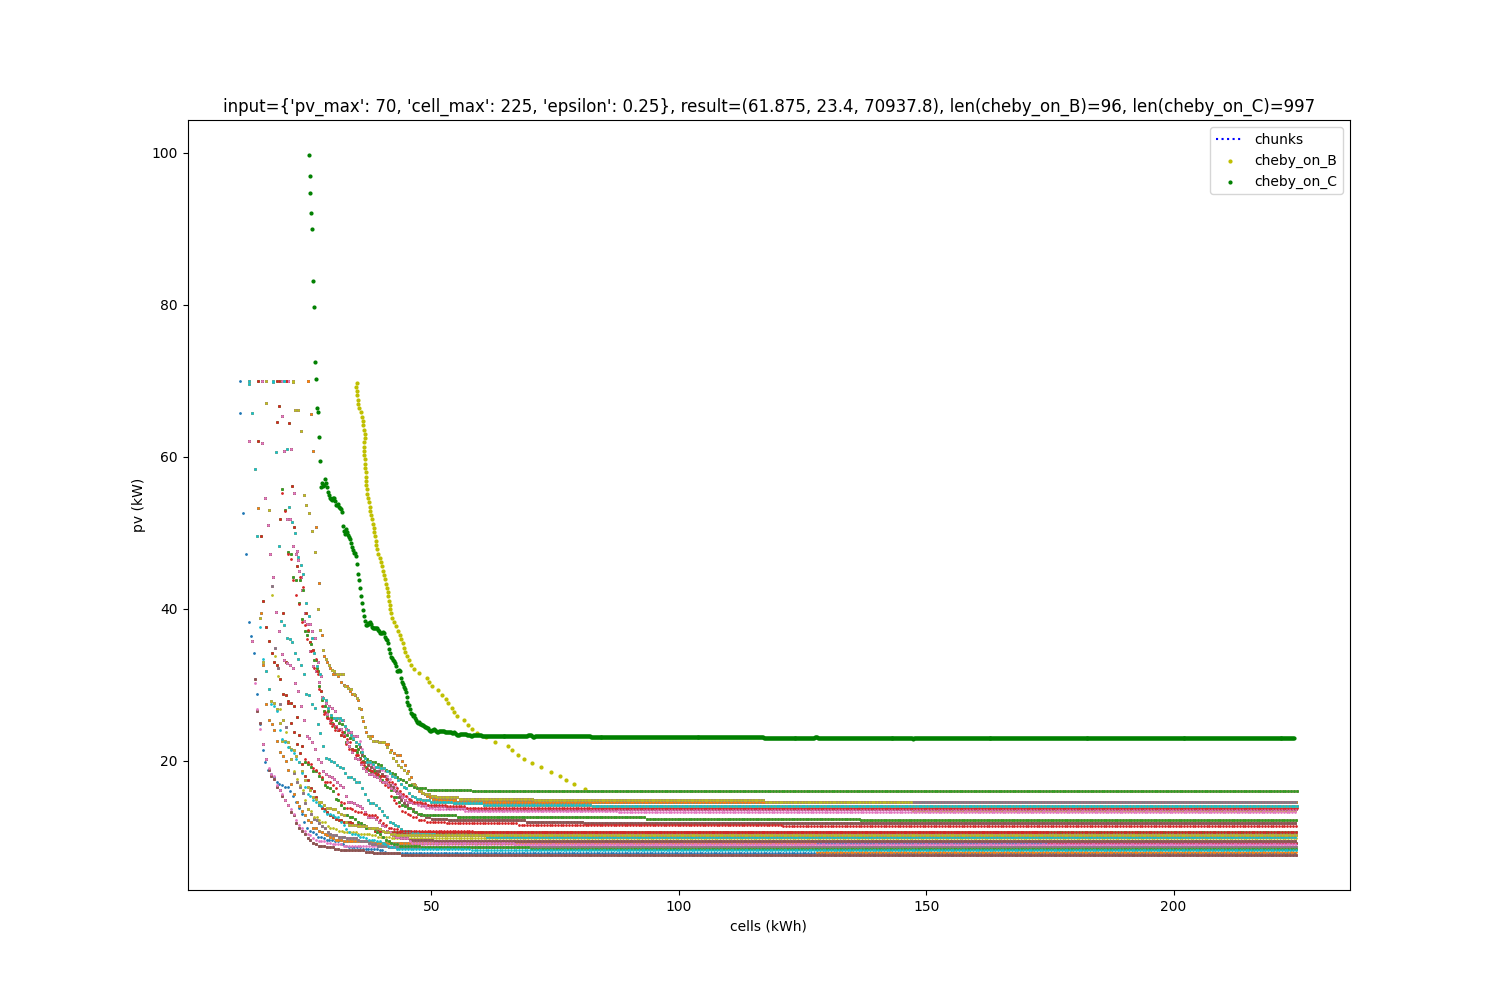 input={'pv_max': 70, 'cell_max': 225, 'epsilon': 0.25}, result=(61.875, 23.4, 70937.8), len(cheby_on_B)=96, len(cheby_on_C)=997
chunks
cheby_on_B
cheby_on_C
100
80
60
40
20
pv (kW)
50
100
150
200
cells (kWh)